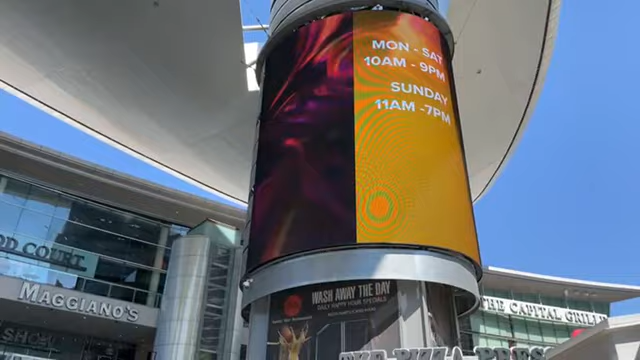 MON - SAT
10AM - 9PM
SUNDAY
11AM -7PM
OD COURT
MAGGIANO'S
SHOW
WASH AWAY THE DAY
DAILY HAPPY HOUR SPECIALS
THE CAPITAL GRILLE